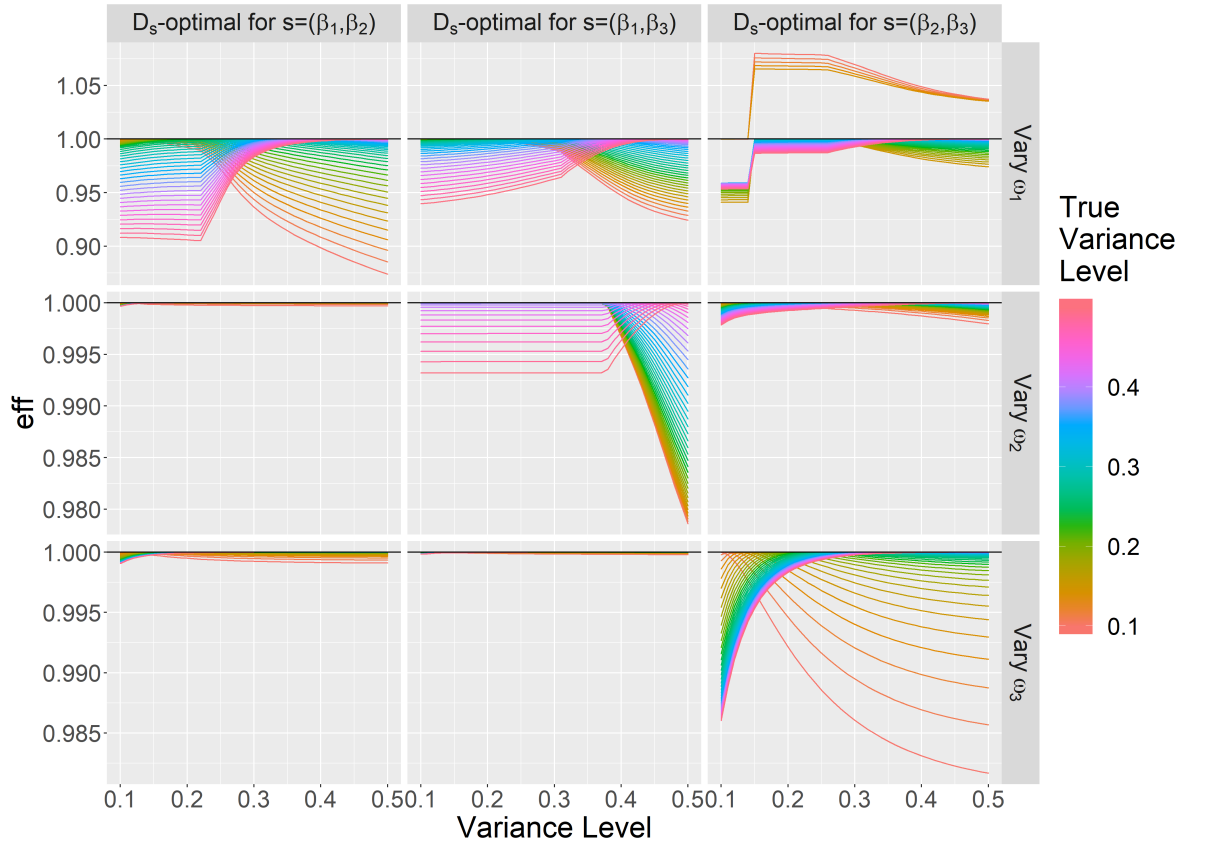 Dₛ-optimal for s=(β₁,β₂)
Dₛ-optimal for s=(β₁,β₃)
Dₛ-optimal for s=(β₂,β₃)
1.05
1.00
0.95
0.90
Vary ω₁
1.000
0.995
0.990
0.985
0.980
Vary ω₂
1.000
0.995
0.990
0.985
Vary ω₃
eff
0.1 0.2 0.3 0.4 0.5
0.1 0.2 0.3 0.4 0.5
0.1 0.2 0.3 0.4 0.5
Variance Level
True
Variance
Level
0.4
0.3
0.2
0.1